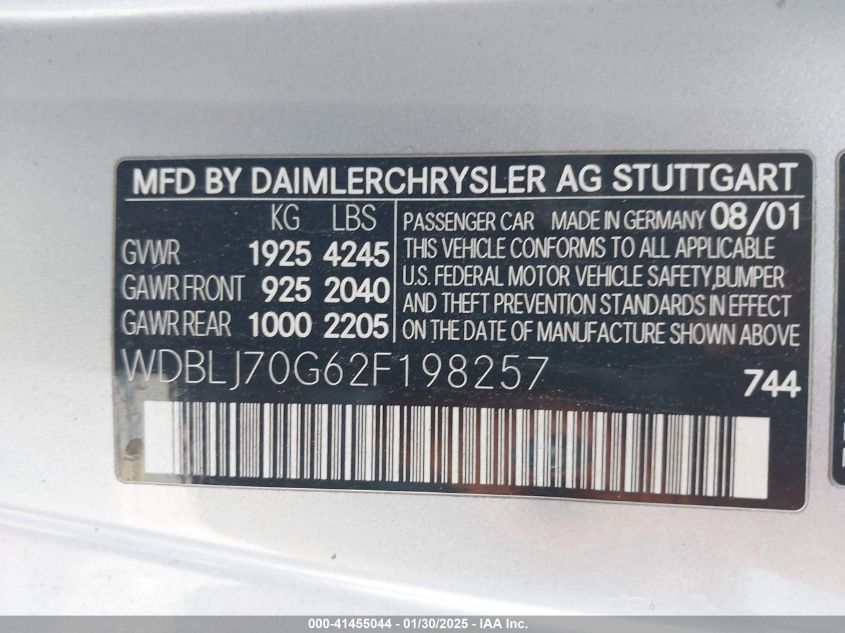 MFD BY DAIMLERCHRYSLER AG STUTTGART
KG LBS
GVWR 1925 4245
GAWR FRONT 925 2040
GAWR REAR 1000 2205
PASSENGER CAR MADE IN GERMANY 08/01
THIS VEHICLE CONFORMS TO ALL APPLICABLE
U.S. FEDERAL MOTOR VEHICLE SAFETY,BUMPER
AND THEFT PREVENTION STANDARDS IN EFFECT
ON THE DATE OF MANUFACTURE SHOWN ABOVE
WDBLJ70G62F198257
744
000-41455044 - 01/30/2025 - IAA Inc.